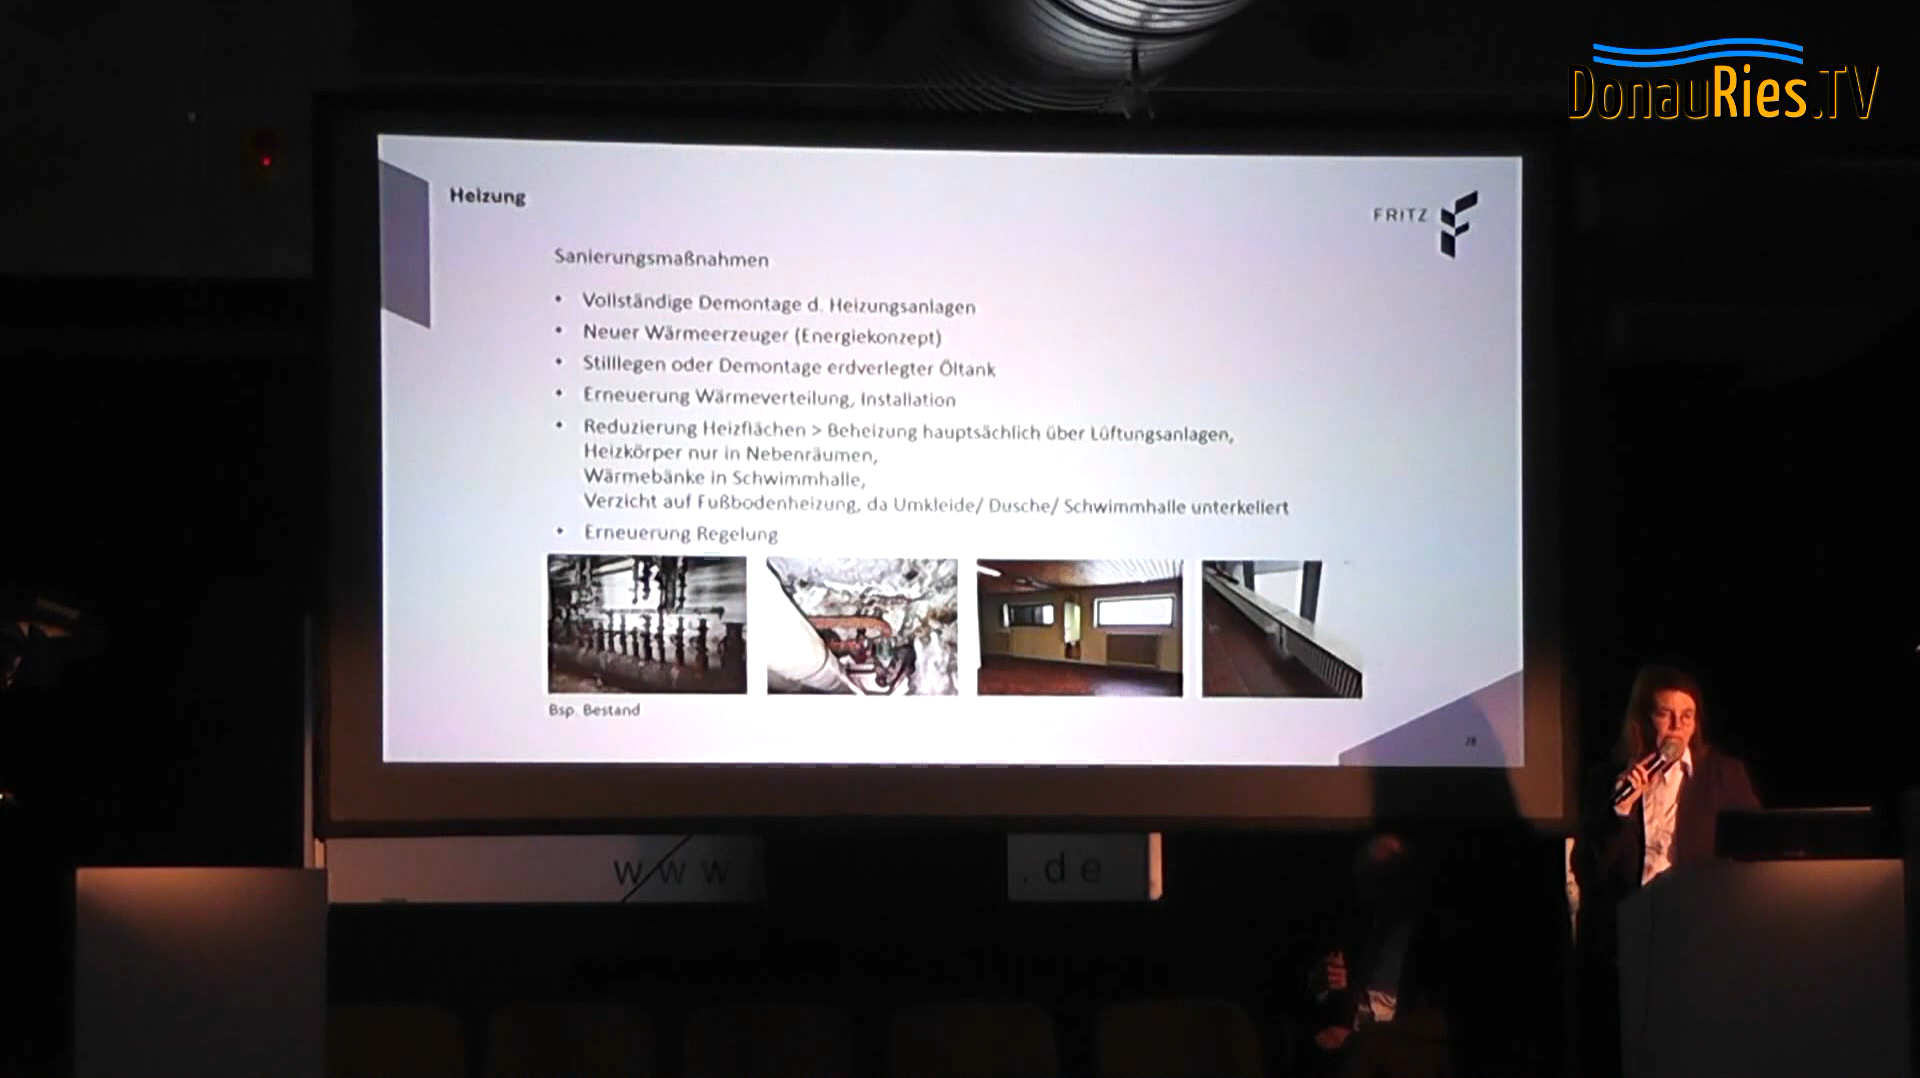 DonauRies.TV
Heizung
FRITZ
Sanierungsmaßnahmen
• Vollständige Demontage d. Heizungsanlagen
• Neuer Wärmeerzeuger (Energiekonzept)
• Stilllegen oder Demontage erdverlegter Öltank
• Erneuerung Wärmeverteilung, Installation
• Reduzierung Heizflächen > Beheizung hauptsächlich über Lüftungsanlagen,
Heizkörper nur in Nebenräumen,
Wärmebänke in Schwimmhalle,
Verzicht auf Fußbodenheizung, da Umkleide/ Dusche/ Schwimmhalle unterkellert
• Erneuerung Regelung
Bsp. Bestand
www
.de